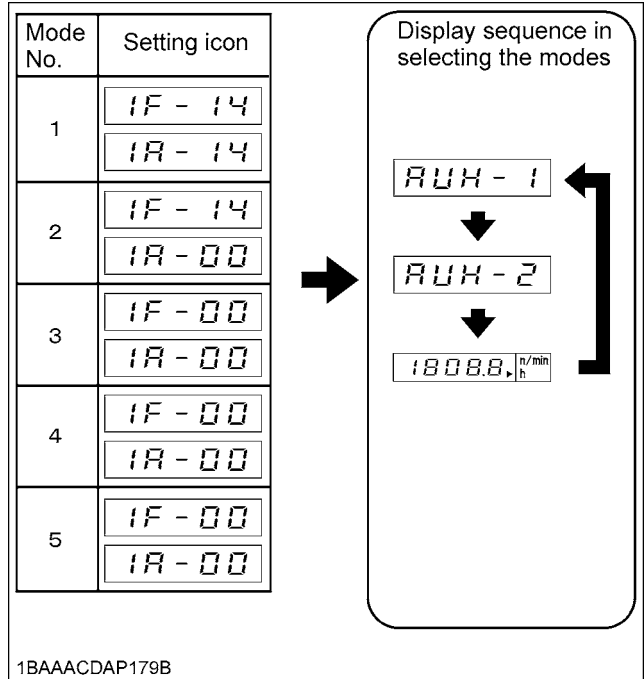 Mode No.
Setting icon
1
1F - 14
1A - 14
2
1F - 14
1A - 00
3
1F - 00
1A - 00
4
1F - 00
1A - 00
5
1F - 00
1A - 00
Display sequence in
selecting the modes
AUH - 1
AUH - 2
1808.8 n/min
h
1BAAACDAP179B